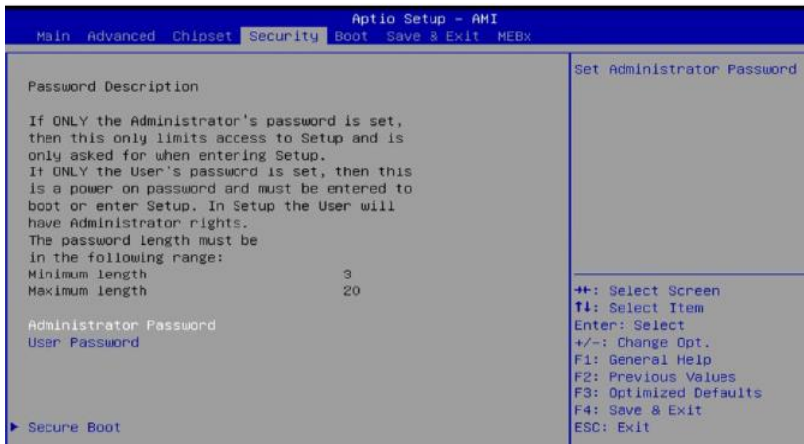 Aptio Setup - AMI
Main Advanced Chipset Security Boot Save & Exit MEBx
Password Description
If ONLY the Administrator's password is set,
then this only limits access to Setup and is
only asked for when entering Setup.
If ONLY the User's password is set, then this
is a power on password and must be entered to
boot or enter Setup. In Setup the User will
have Administrator rights.
The password length must be
in the following range:
Minimum length 3
Maximum length 20
Administrator Password
User Password
► Secure Boot
Set Administrator Password
→←: Select Screen
↑↓: Select Item
Enter: Select
+/-: Change Opt.
F1: General Help
F2: Previous Values
F3: Optimized Defaults
F4: Save & Exit
ESC: Exit